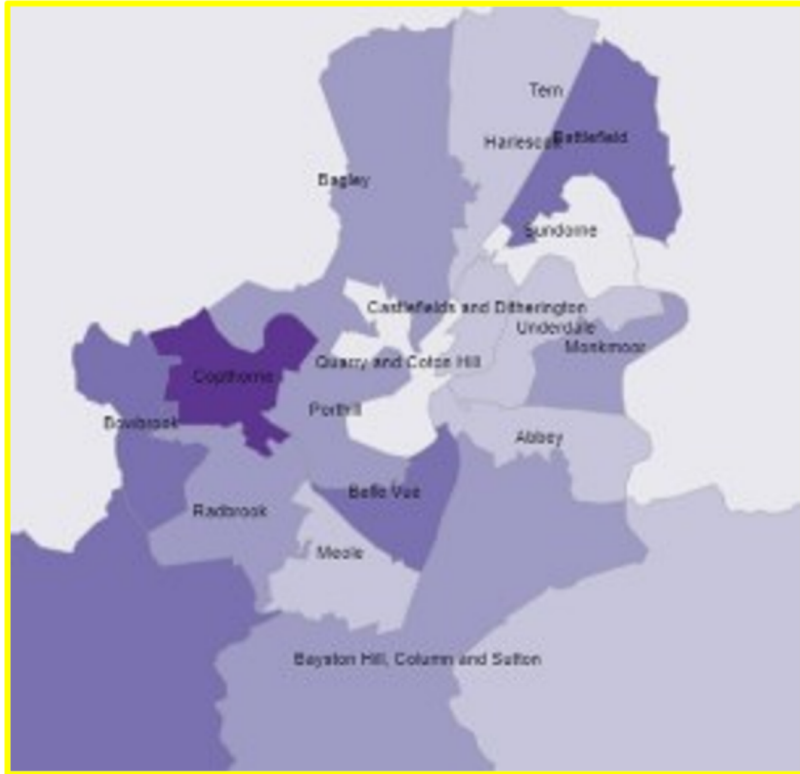 Tern
Battlefield
Bagley
Sundorne
Castlefields and Ditherington
Underdale
Monkmoor
Quarry and Coton Hill
Copthorne
Porthill
Bowbrook
Abbey
Belle Vue
Radbrook
Meole
Bayston Hill, Column and Sutton